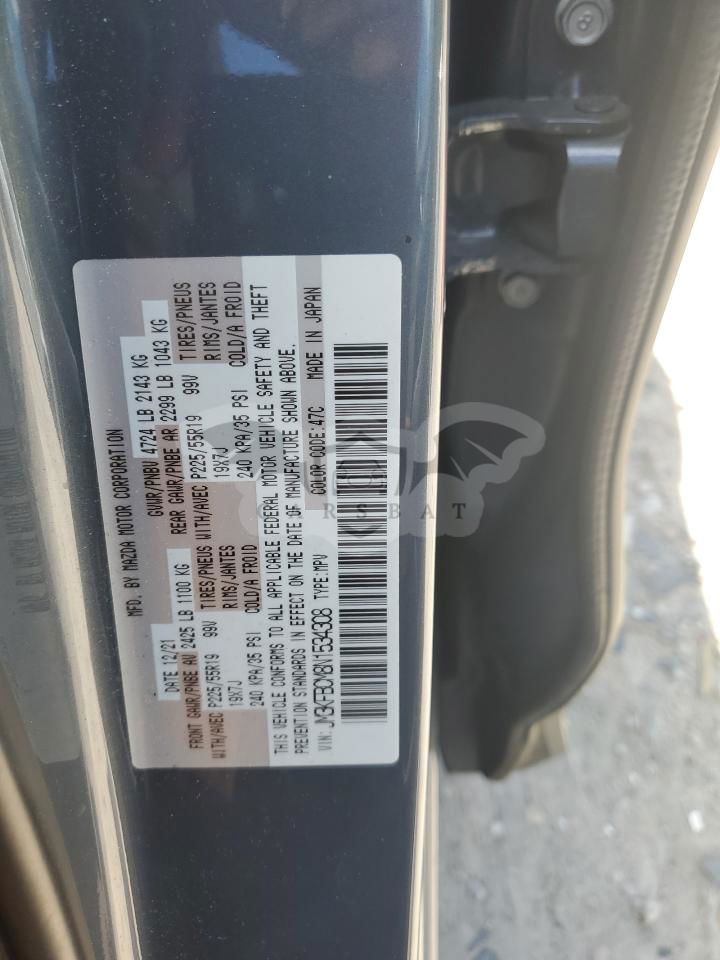 MFD. BY MAZDA MOTOR CORPORATION
DATE 12/21 GVWR/PNBV 4724 LB 2143 KG
FRONT GAWR/PNBE AV 2425 LB 1100 KG REAR GAWR/PNBE AR 2299 LB 1043 KG
WITH/AVEC P225/55R19 99V TIRES/PNEUS WITH/AVEC P225/55R19 99V TIRES/PNEUS
19X7J RIMS/JANTES 19X7J RIMS/JANTES
240 KPA/35 PSI COLD/A FROID 240 KPA/35 PSI COLD/A FROID
THIS VEHICLE CONFORMS TO ALL APPLICABLE FEDERAL MOTOR VEHICLE SAFETY AND THEFT
PREVENTION STANDARDS IN EFFECT ON THE DATE OF MANUFACTURE SHOWN ABOVE.
VIN: JM3KFBCM8N1534308 TYPE:MPV COLOR CODE:47C MADE IN JAPAN
CARSBAT